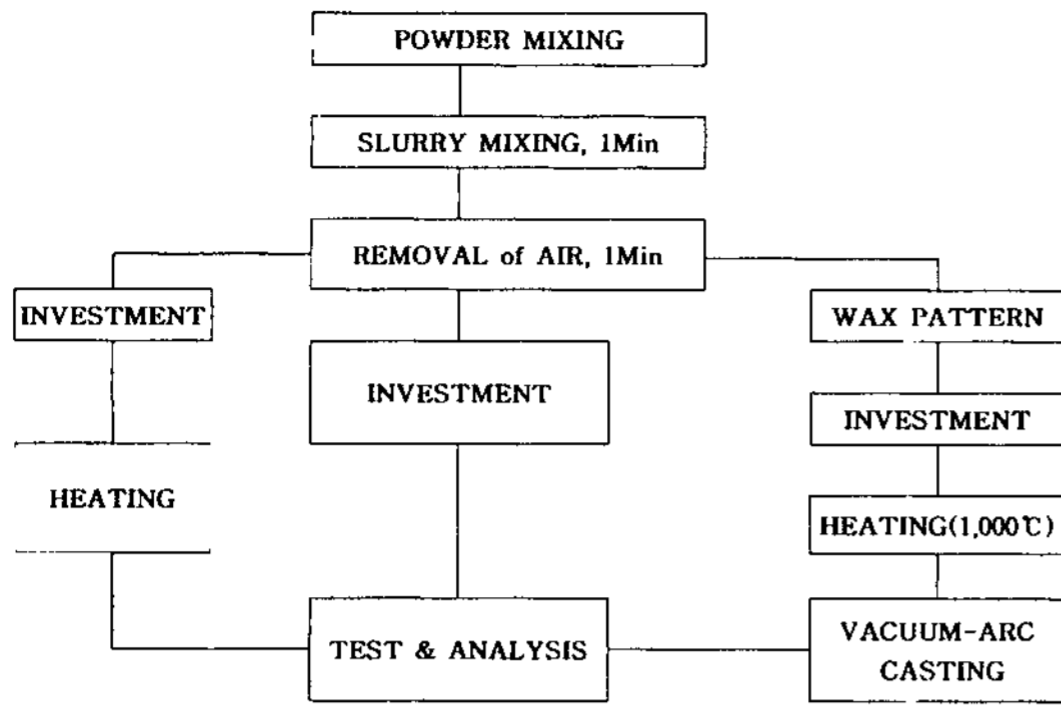 POWDER MIXING
SLURRY MIXING, 1Min
REMOVAL of AIR, 1Min
INVESTMENT
WAX PATTERN
INVESTMENT
INVESTMENT
HEATING
HEATING(1,000℃)
TEST & ANALYSIS
VACUUM-ARC
CASTING